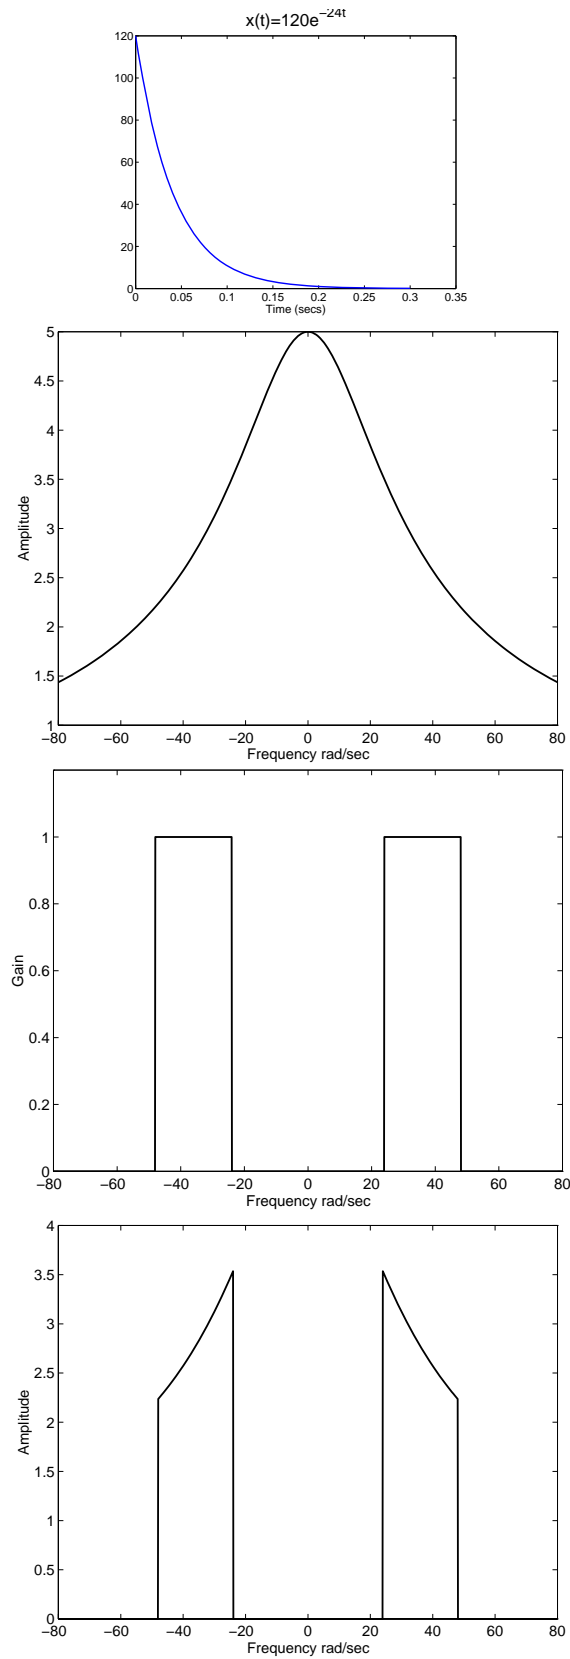 x(t)=120e−24t
120
100
80
60
40
20
0
0 0.05 0.1 0.15 0.2 0.25 0.3 0.35
Time (secs)
5
4.5
4
3.5
3
2.5
2
1.5
1
Amplitude
−80 −60 −40 −20 0 20 40 60 80
Frequency rad/sec
1
0.8
0.6
0.4
0.2
0
Gain
−80 −60 −40 −20 0 20 40 60 80
Frequency rad/sec
4
3.5
3
2.5
2
1.5
1
0.5
0
Amplitude
−80 −60 −40 −20 0 20 40 60 80
Frequency rad/sec